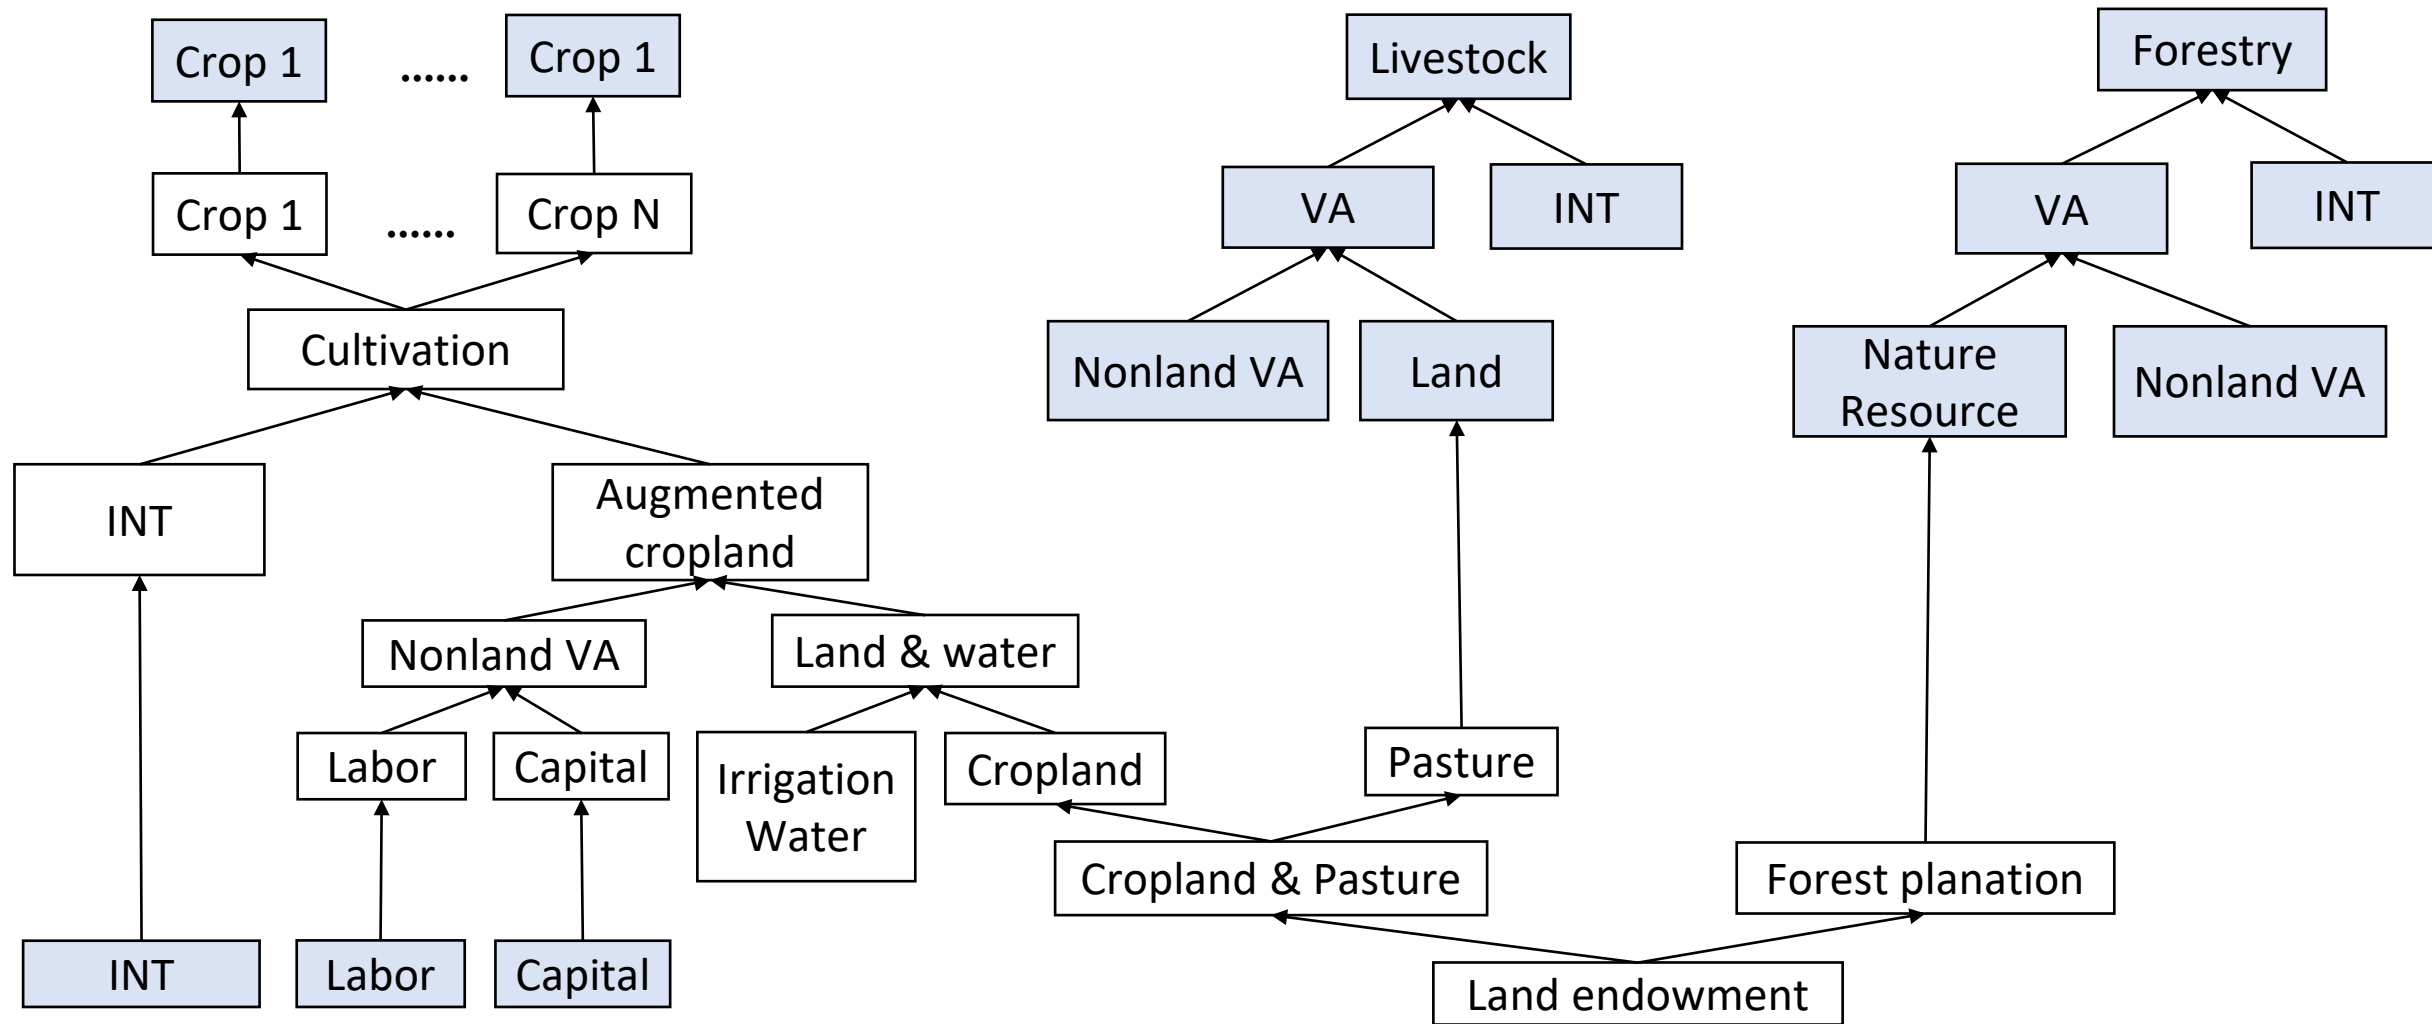 Crop 1
......
Crop 1
Livestock
Forestry
Crop 1
......
Crop N
VA
INT
VA
INT
Cultivation
Nonland VA
Land
Nature
Resource
Nonland VA
INT
Augmented
cropland
Nonland VA
Land & water
Labor
Capital
Irrigation
Water
Cropland
Pasture
Cropland & Pasture
Forest planation
INT
Labor
Capital
Land endowment